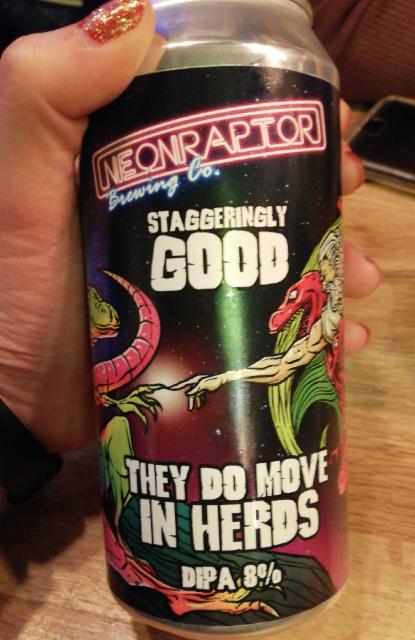 NEONRAPTOR
Brewing Co.
STAGGERINGLY
GOOD
THEY DO MOVE
IN HERDS
DIPA 8%